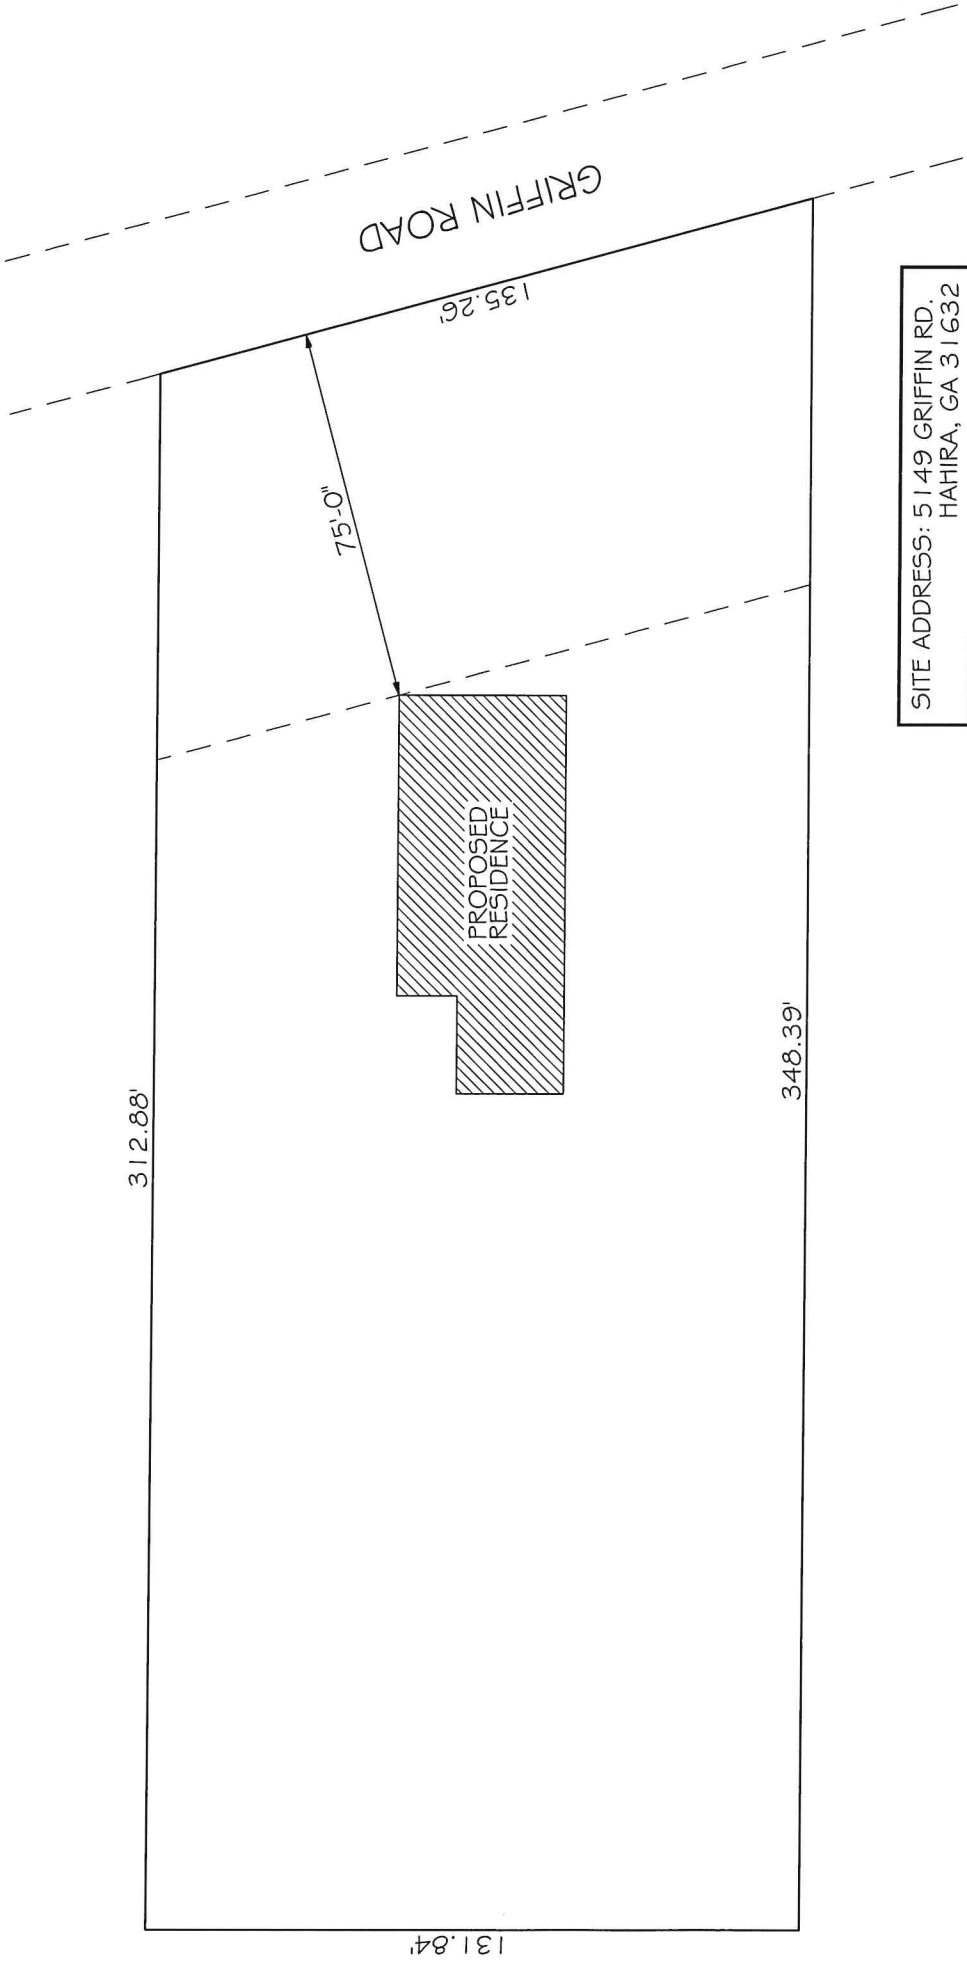 GRIFFIN ROAD
135.26'
75'-0"
PROPOSED
RESIDENCE
312.88'
348.39'
131.84'
SITE ADDRESS: 5149 GRIFFIN RD.
HAHIRA, GA 31632